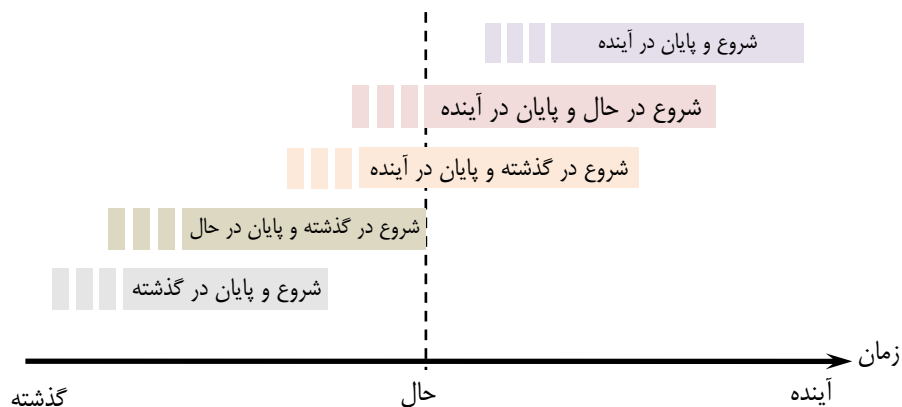 شروع و پایان در آینده
شروع در حال و پایان در آینده
شروع در گذشته و پایان در آینده
شروع در گذشته و پایان در حال
شروع و پایان در گذشته
زمان
آینده
حال
گذشته